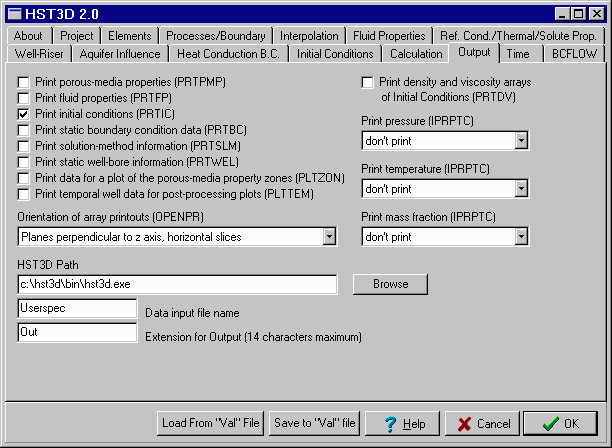 HST3D 2.0
About Project Elements Processes/Boundary Interpolation Fluid Properties Ref. Cond./Thermal/Solute Prop.
Well-Riser Aquifer Influence Heat Conduction B.C. Initial Conditions Calculation Output Time BCFLOW
Print porous-media properties (PRTPMP)
Print fluid properties (PRTFP)
Print initial conditions (PRTIC)
Print static boundary condition data (PRTBC)
Print solution-method information (PRTSLM)
Print static well-bore information (PRTWEL)
Print data for a plot of the porous-media property zones (PLTZON)
Print temporal well data for post-processing plots (PLTTEM)
Orientation of array printouts (OPENPR)
Planes perpendicular to z axis, horizontal slices
Print density and viscosity arrays
of Initial Conditions (PRTDV)
Print pressure (IPRPTC)
don't print
Print temperature (IPRPTC)
don't print
Print mass fraction (IPRPTC)
don't print
HST3D Path
c:\hst3d\bin\hst3d.exe
Browse
Userspec
Data input file name
Out
Extension for Output (14 characters maximum)
Load From "Val" File Save to "Val" file ? Help Cancel OK